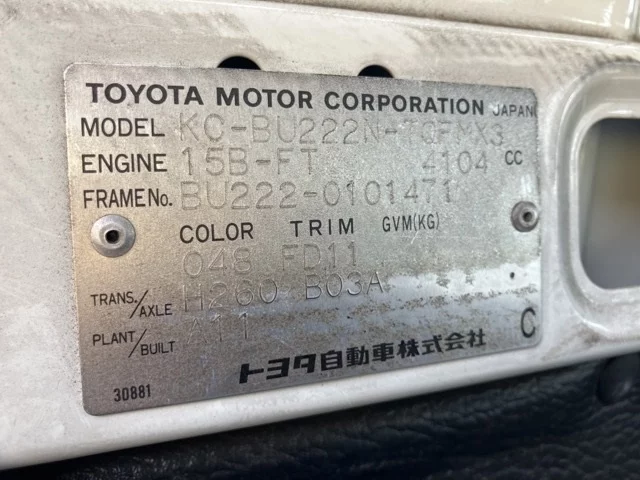 TOYOTA MOTOR CORPORATION JAPAN
MODEL KC-BU222N-TQFMX3
ENGINE 15B-FT 4104 CC
FRAME No. BU222-0101471
COLOR TRIM GVM(KG)
04G FD11
TRANS./AXLE H260 B03A
PLANT/BUILT A11
トヨタ自動車株式会社 C
30881